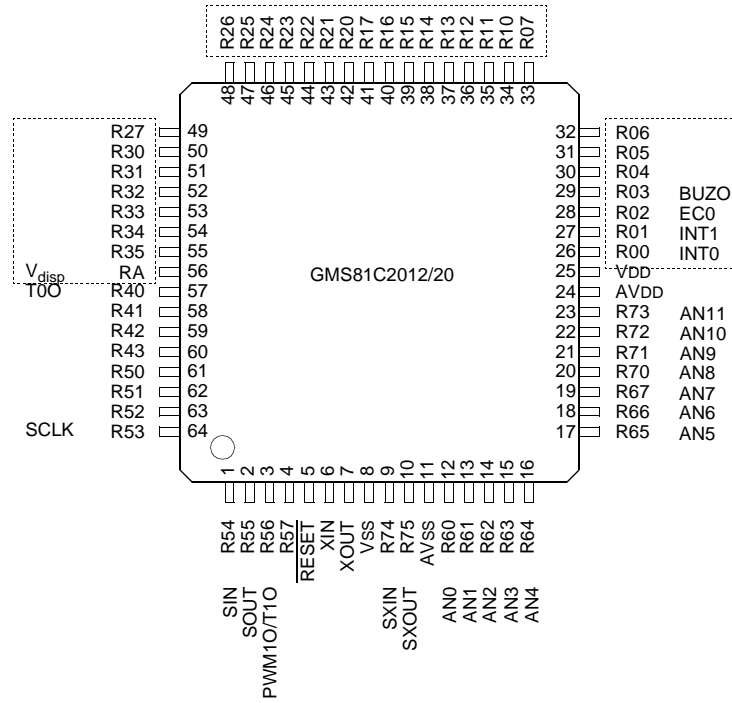 R26 R25 R24 R23 R22 R21 R20 R17 R16 R15 R14 R13 R12 R11 R10 R07
48 47 46 45 44 43 42 41 40 39 38 37 36 35 34 33
R27 49 32 R06
R30 50 31 R05
R31 51 30 R04
R32 52 29 R03 BUZO
R33 53 28 R02 EC0
R34 54 27 R01 INT1
R35 55 26 R00 INT0
Vdisp RA 56 GMS81C2012/20 25 VDD
T0O R40 57 24 AVDD
R41 58 23 R73 AN11
R42 59 22 R72 AN10
R43 60 21 R71 AN9
R50 61 20 R70 AN8
R51 62 19 R67 AN7
R52 63 18 R66 AN6
SCLK R53 64 17 R65 AN5
1 2 3 4 5 6 7 8 9 10 11 12 13 14 15 16
R54 R55 R56 R57 RESET XIN XOUT VSS R74 R75 AVSS R60 R61 R62 R63 R64
SIN SOUT PWM1O/T1O SXIN SXOUT AN0 AN1 AN2 AN3 AN4